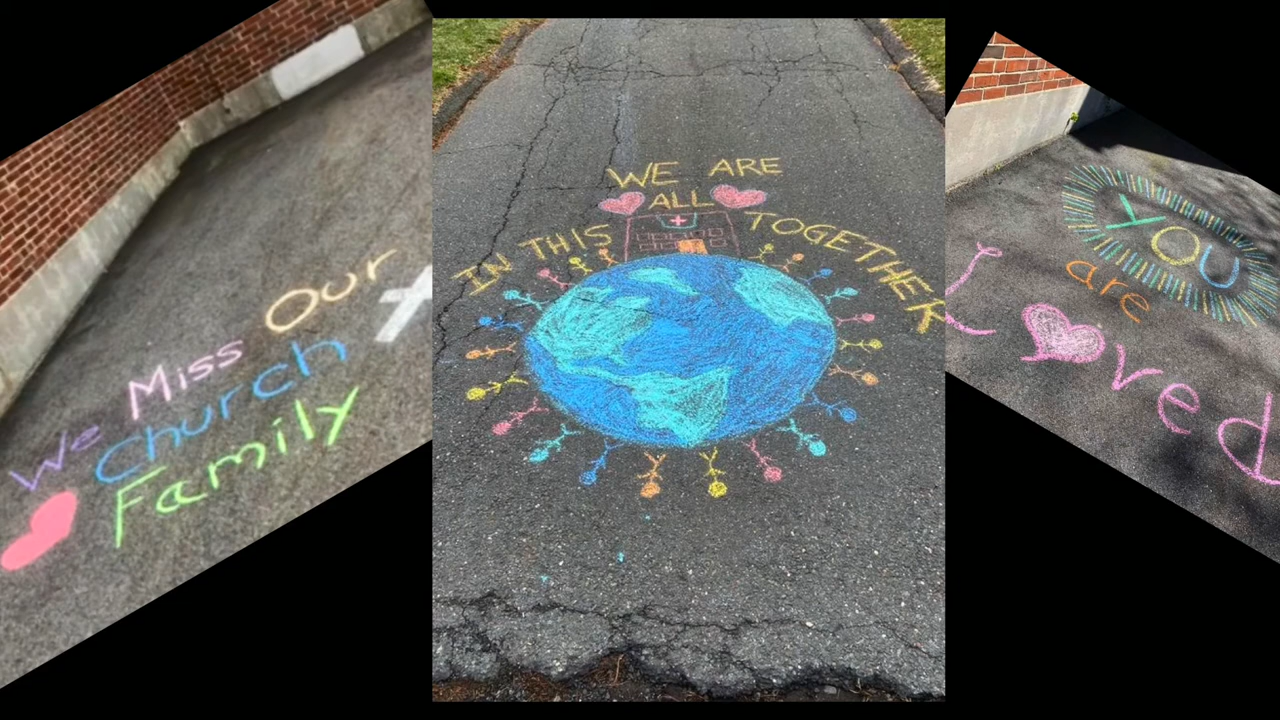 We Miss Our
Church
Family
WE ARE
ALL
IN THIS TOGETHER
YOU
are
Loved